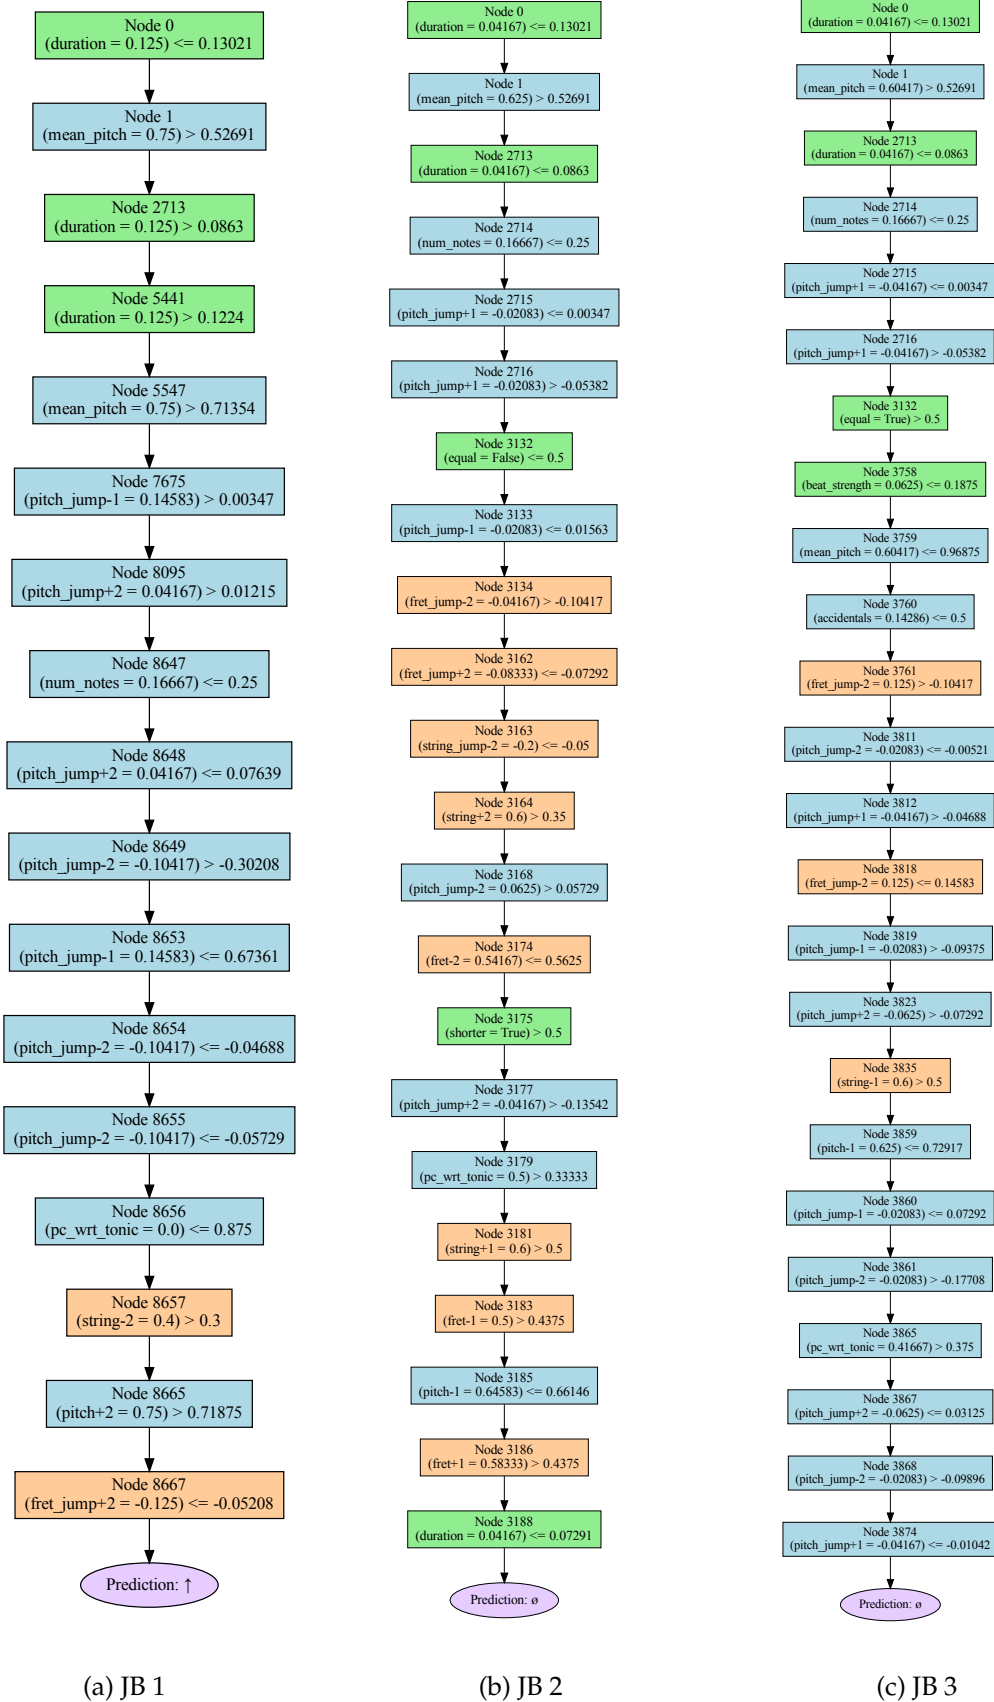 Node 0
(duration = 0.125) <= 0.13021
Node 1
(mean_pitch = 0.75) > 0.52691
Node 2713
(duration = 0.125) > 0.0863
Node 5441
(duration = 0.125) > 0.1224
Node 5547
(mean_pitch = 0.75) > 0.71354
Node 7675
(pitch_jump-1 = 0.14583) > 0.00347
Node 8095
(pitch_jump+2 = 0.04167) > 0.01215
Node 8647
(num_notes = 0.16667) <= 0.25
Node 8648
(pitch_jump+2 = 0.04167) <= 0.07639
Node 8649
(pitch_jump-2 = -0.10417) > -0.30208
Node 8653
(pitch_jump-1 = 0.14583) <= 0.67361
Node 8654
(pitch_jump-2 = -0.10417) <= -0.04688
Node 8655
(pitch_jump-2 = -0.10417) <= -0.05729
Node 8656
(pc_wrt_tonic = 0.0) <= 0.875
Node 8657
(string-2 = 0.4) > 0.3
Node 8665
(pitch+2 = 0.75) > 0.71875
Node 8667
(fret_jump+2 = -0.125) <= -0.05208
Prediction: ↑
(a) JB 1
Node 0
(duration = 0.04167) <= 0.13021
Node 1
(mean_pitch = 0.625) > 0.52691
Node 2713
(duration = 0.04167) <= 0.0863
Node 2714
(num_notes = 0.16667) <= 0.25
Node 2715
(pitch_jump+1 = -0.02083) <= 0.00347
Node 2716
(pitch_jump+1 = -0.02083) > -0.05382
Node 3132
(equal = False) <= 0.5
Node 3133
(pitch_jump-1 = -0.02083) <= 0.01563
Node 3134
(fret_jump-2 = -0.04167) > -0.10417
Node 3162
(fret_jump+2 = -0.08333) <= -0.07292
Node 3163
(string_jump-2 = -0.2) <= -0.05
Node 3164
(string+2 = 0.6) > 0.35
Node 3168
(pitch_jump-2 = 0.0625) > 0.05729
Node 3174
(fret-2 = 0.54167) <= 0.5625
Node 3175
(shorter = True) > 0.5
Node 3177
(pitch_jump+2 = -0.04167) > -0.13542
Node 3179
(pc_wrt_tonic = 0.5) > 0.33333
Node 3181
(string+1 = 0.6) > 0.5
Node 3183
(fret-1 = 0.5) > 0.4375
Node 3185
(pitch-1 = 0.64583) <= 0.66146
Node 3186
(fret+1 = 0.58333) > 0.4375
Node 3188
(duration = 0.04167) <= 0.07291
Prediction: ø
(b) JB 2
Node 0
(duration = 0.04167) <= 0.13021
Node 1
(mean_pitch = 0.60417) > 0.52691
Node 2713
(duration = 0.04167) <= 0.0863
Node 2714
(num_notes = 0.16667) <= 0.25
Node 2715
(pitch_jump+1 = -0.04167) <= 0.00347
Node 2716
(pitch_jump+1 = -0.04167) > -0.05382
Node 3132
(equal = True) > 0.5
Node 3758
(beat_strength = 0.0625) <= 0.1875
Node 3759
(mean_pitch = 0.60417) <= 0.96875
Node 3760
(accidentals = 0.14286) <= 0.5
Node 3761
(fret_jump-2 = 0.125) > -0.10417
Node 3811
(pitch_jump-2 = -0.02083) <= -0.00521
Node 3812
(pitch_jump+1 = -0.04167) > -0.04688
Node 3818
(fret_jump-2 = 0.125) <= 0.14583
Node 3819
(pitch_jump-1 = -0.02083) > -0.09375
Node 3823
(pitch_jump+2 = -0.0625) > -0.07292
Node 3835
(string-1 = 0.6) > 0.5
Node 3859
(pitch-1 = 0.625) <= 0.72917
Node 3860
(pitch_jump-1 = -0.02083) <= 0.07292
Node 3861
(pitch_jump-2 = -0.02083) > -0.17708
Node 3865
(pc_wrt_tonic = 0.41667) > 0.375
Node 3867
(pitch_jump+2 = -0.0625) <= 0.03125
Node 3868
(pitch_jump-2 = -0.02083) > -0.09896
Node 3874
(pitch_jump+1 = -0.04167) <= -0.01042
Prediction: ø
(c) JB 3